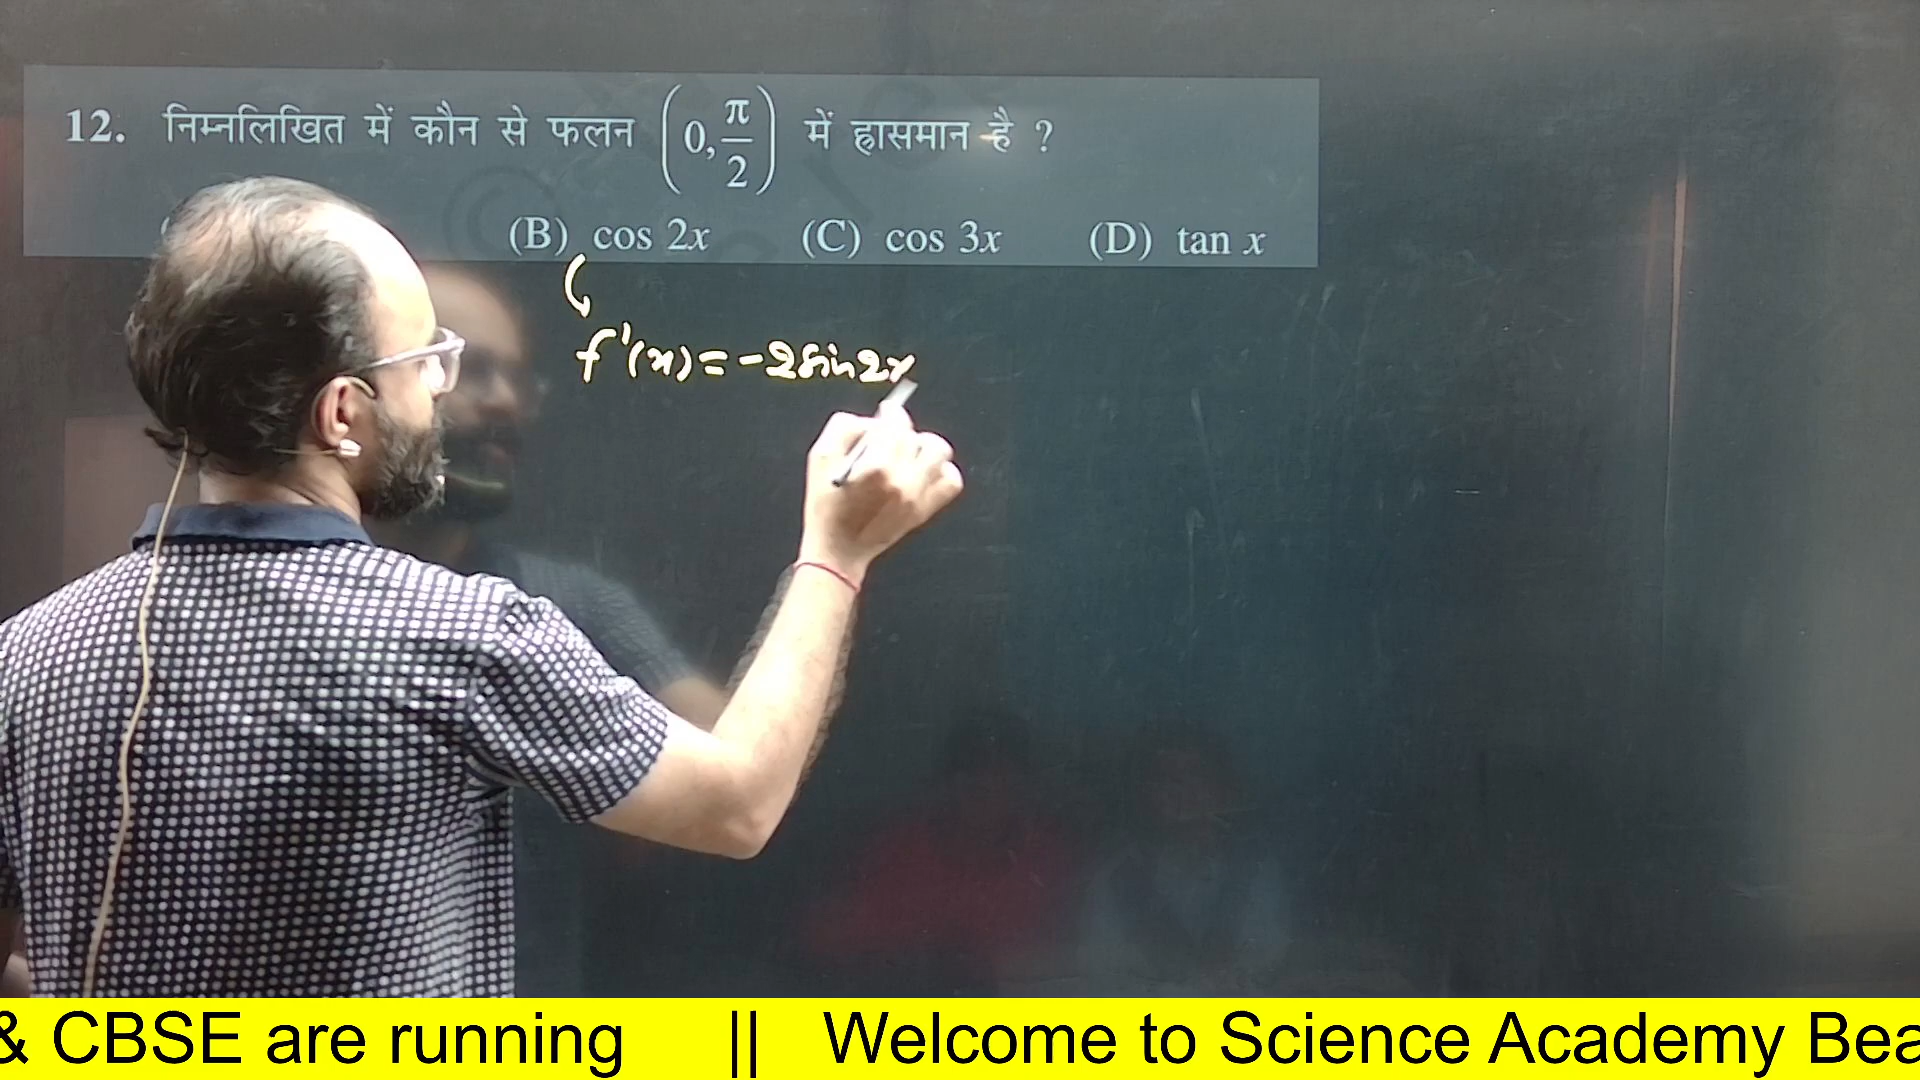 12. निम्नलिखित में कौन से फलन (0, π/2) में ह्रासमान है ?
(B) cos 2x (C) cos 3x (D) tan x
f'(x) = -2sin2x
& CBSE are running || Welcome to Science Academy Bea